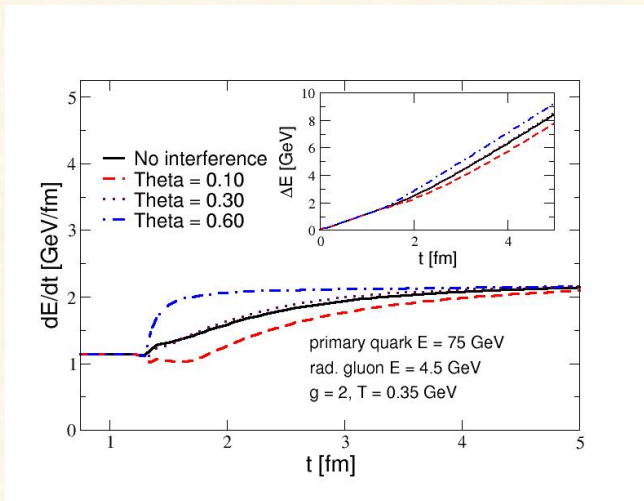 10
8
6
4
2
0
ΔE [GeV]
0
2
4
t [fm]
No interference
Theta = 0.10
Theta = 0.30
Theta = 0.60
5
4
3
2
1
0
dE/dt [GeV/fm]
primary quark E = 75 GeV
rad. gluon E = 4.5 GeV
g = 2, T = 0.35 GeV
1
2
3
4
5
t [fm]